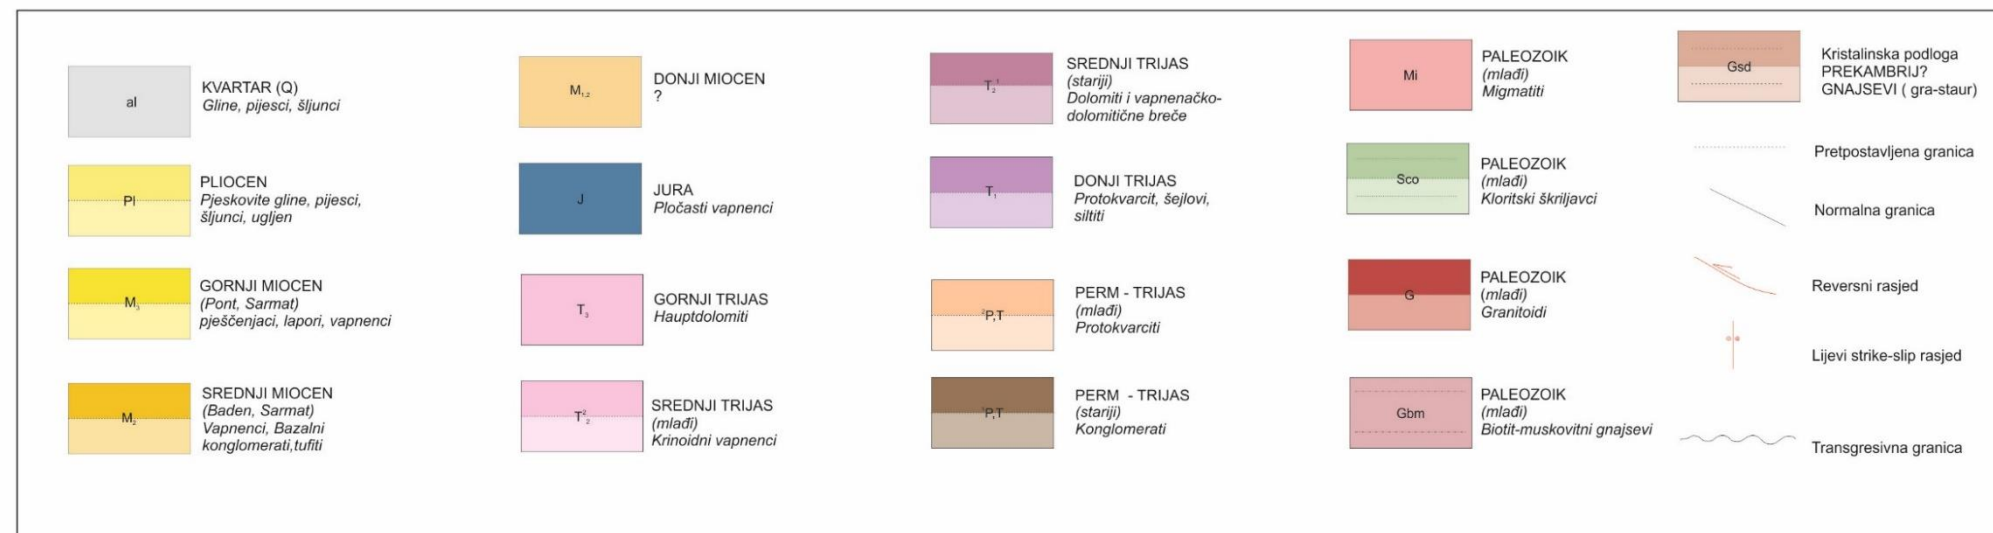 al
KVARTAR (Q)
Gline, pijesci, šljunci
Pl
PLIOCEN
Pjeskovite gline, pijesci,
šljunci, ugljen
M₃
GORNJI MIOCEN
(Pont, Sarmat)
pješčenjaci, lapori, vapnenci
M₂
SREDNJI MIOCEN
(Baden, Sarmat)
Vapnenci, Bazalni
konglomerati,tufiti
M₁,₂
DONJI MIOCEN
?
J
JURA
Pločasti vapnenci
T₃
GORNJI TRIJAS
Hauptdolomiti
T²₂
SREDNJI TRIJAS
(mlađi)
Krinoidni vapnenci
T₂¹
SREDNJI TRIJAS
(stariji)
Dolomiti i vapnenačko-
dolomitične breče
T₁
DONJI TRIJAS
Protokvarcit, šejlovi,
siltiti
²P,T
PERM - TRIJAS
(mlađi)
Protokvarciti
¹P,T
PERM - TRIJAS
(stariji)
Konglomerati
Mi
PALEOZOIK
(mlađi)
Migmatiti
Sco
PALEOZOIK
(mlađi)
Kloritski škriljavci
G
PALEOZOIK
(mlađi)
Granitoidi
Gbm
PALEOZOIK
(mlađi)
Biotit-muskovitni gnajsevi
Gsd
Kristalinska podloga
PREKAMBRIJ?
GNAJSEVI ( gra-staur)
Pretpostavljena granica
Normalna granica
Reversni rasjed
Lijevi strike-slip rasjed
Transgresivna granica